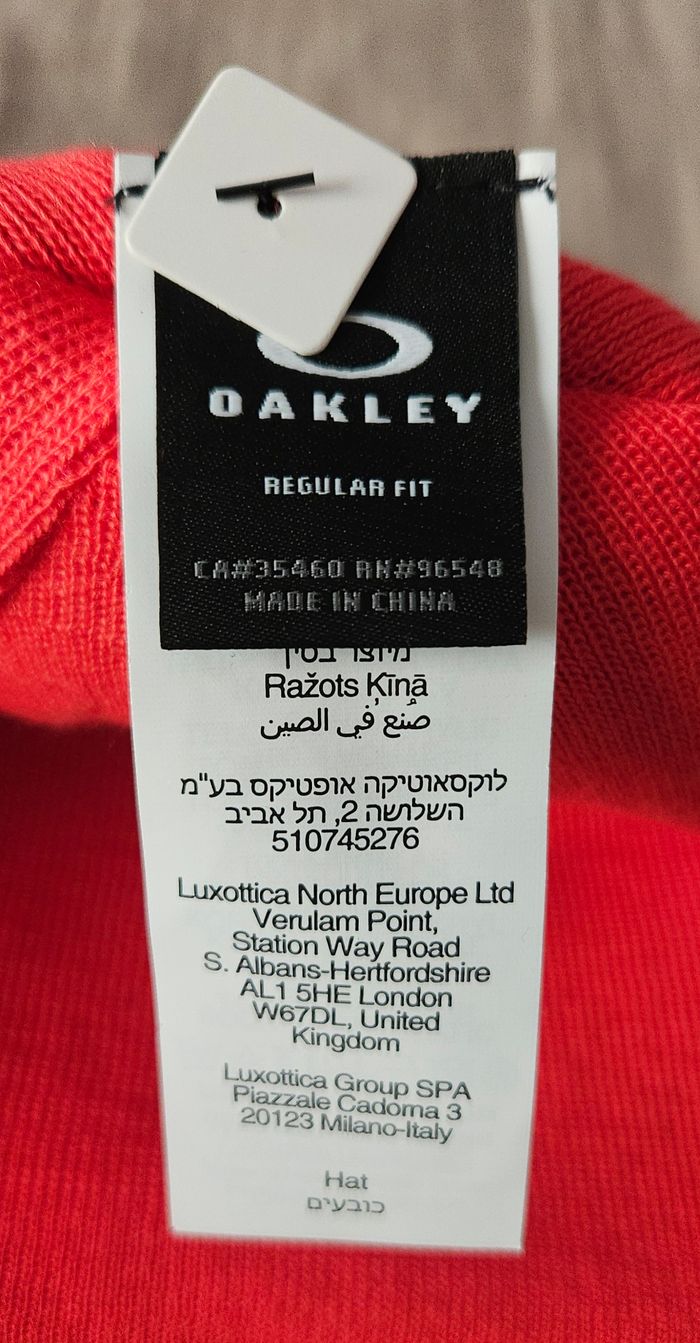 OAKLEY
REGULAR FIT
CA#35460 RN#96548
MADE IN CHINA
מיוצר בסין
Ražots Ķīnā
صُنع في الصين
לוקסאוטיקה אופטיקס בע"מ
השלושה 2, תל אביב
510745276
Luxottica North Europe Ltd
Verulam Point,
Station Way Road
S. Albans-Hertfordshire
AL1 5HE London
W67DL, United
Kingdom
Luxottica Group SPA
Piazzale Cadorna 3
20123 Milano-Italy
Hat
כובעים